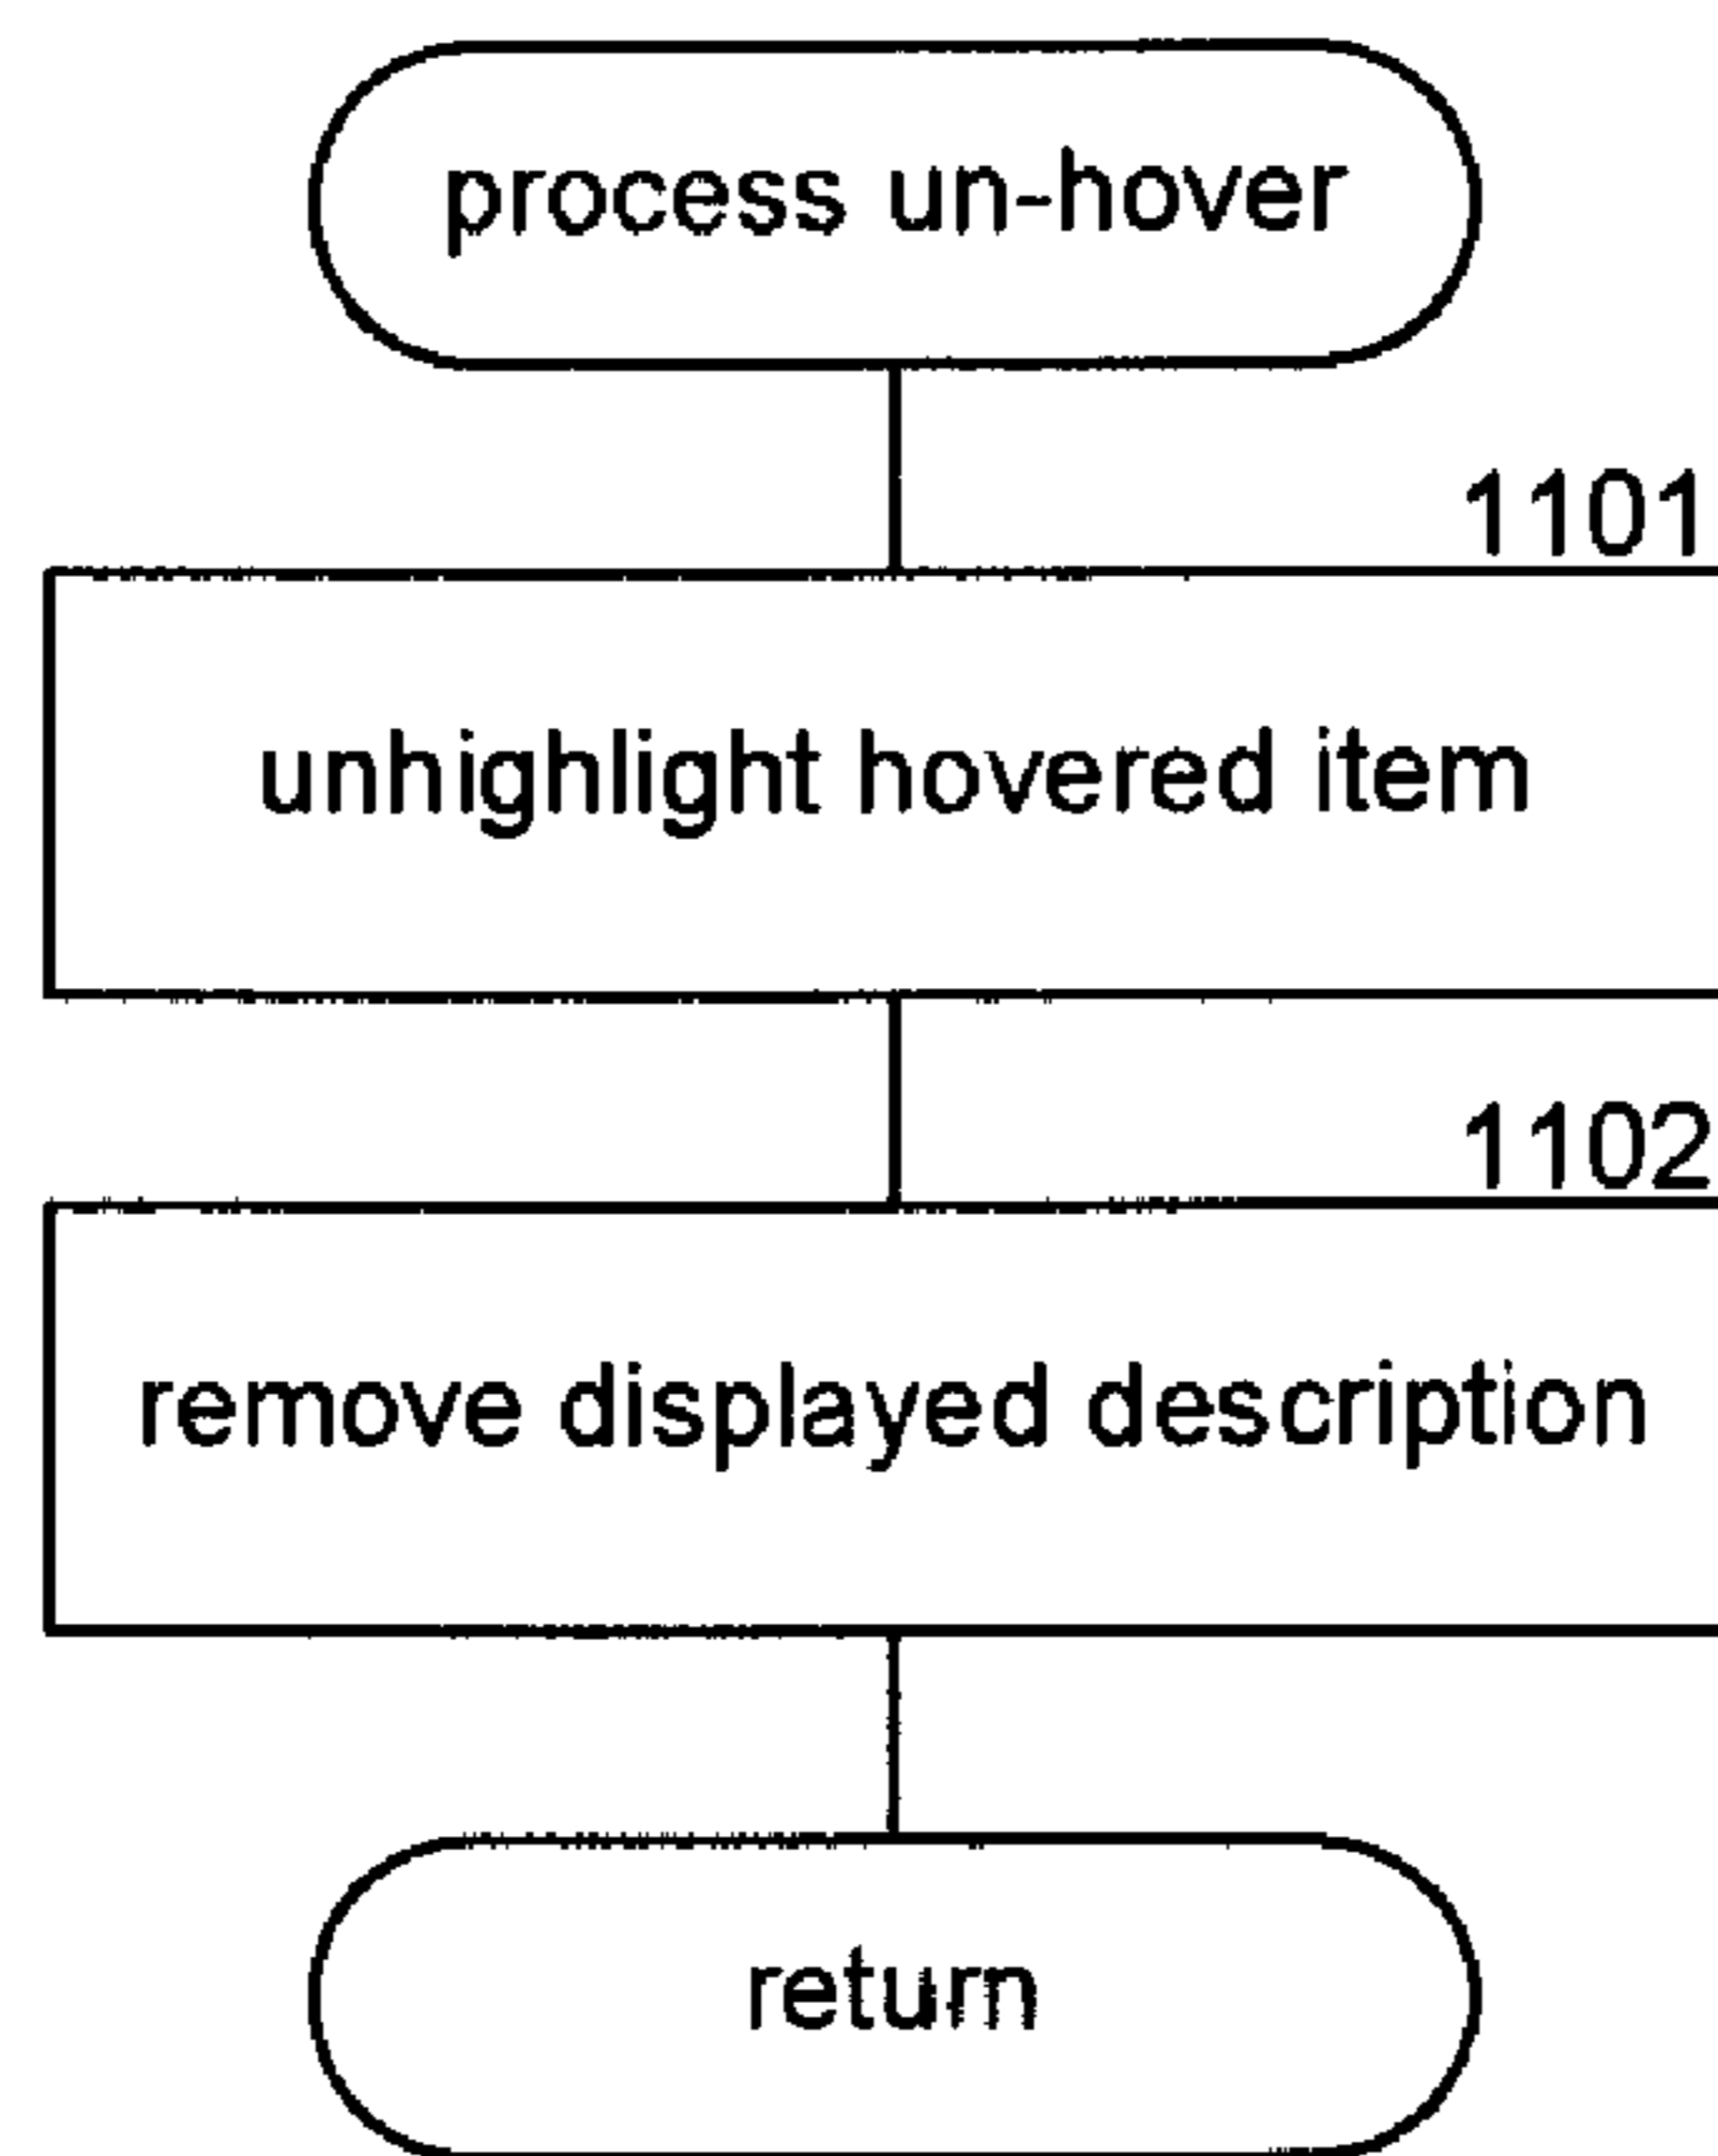 process un-hover
1101
unhighlight hovered item
1102
remove displayed description
return